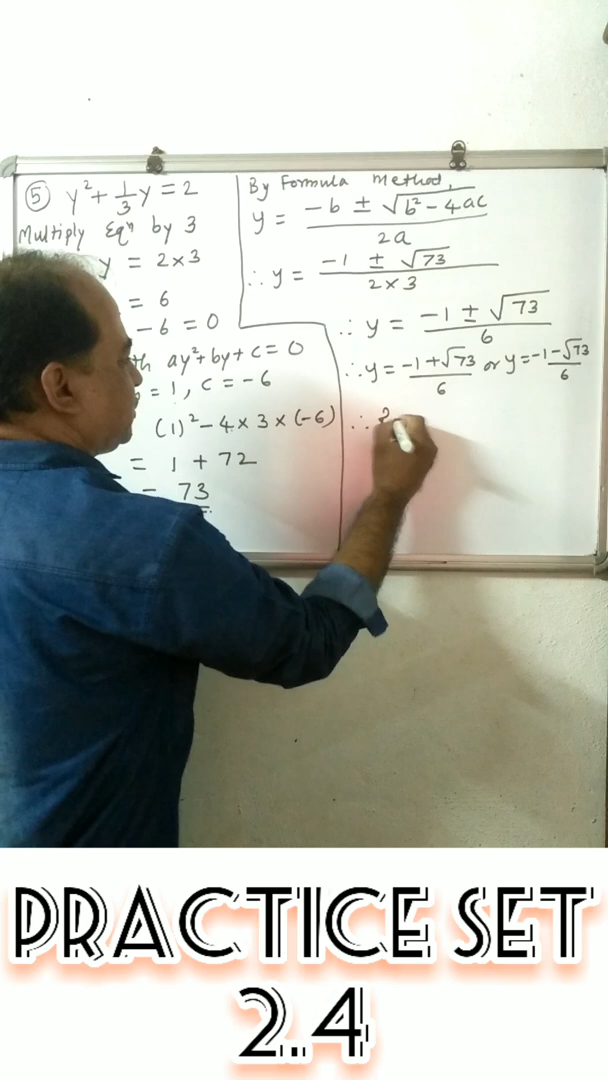 ⑤ y² + 1/3 y = 2
Multiply Eqⁿ by 3
y = 2×3
= 6
- 6 = 0
th ay² + by + c = 0
= 1, c = -6
(1)² - 4 × 3 × (-6)
= 1 + 72
= 73
By Formula Method,
y = -b ± √b² - 4ac / 2a
∴ y = -1 ± √73 / 2×3
∴ y = -1 ± √73 / 6
∴ y = -1+√73 / 6 or y = -1-√73 / 6
∴
PRACTICE SET
2..4